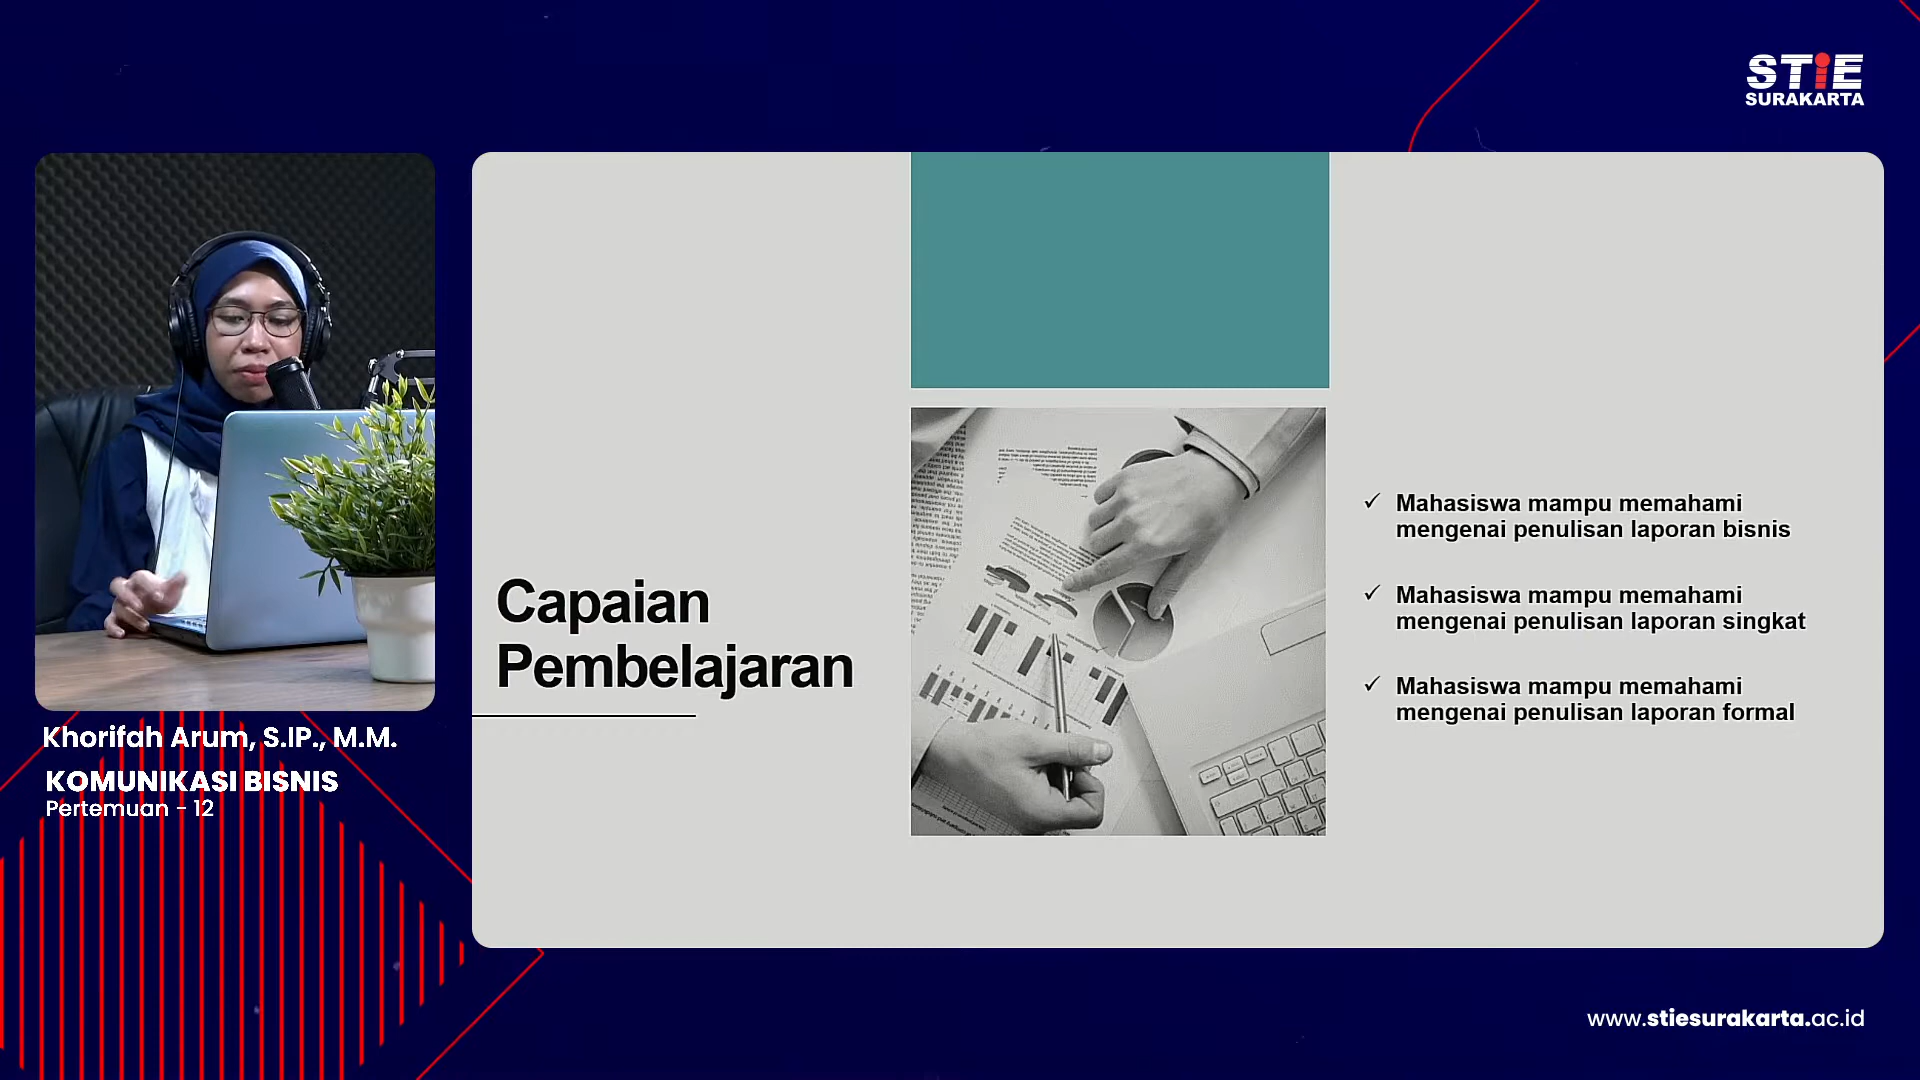 STiE
SURAKARTA
Capaian
Pembelajaran
✓ Mahasiswa mampu memahami
mengenai penulisan laporan bisnis
✓ Mahasiswa mampu memahami
mengenai penulisan laporan singkat
✓ Mahasiswa mampu memahami
mengenai penulisan laporan formal
Khorifah Arum, S.IP., M.M.
KOMUNIKASI BISNIS
Pertemuan - 12
www.stiesurakarta.ac.id